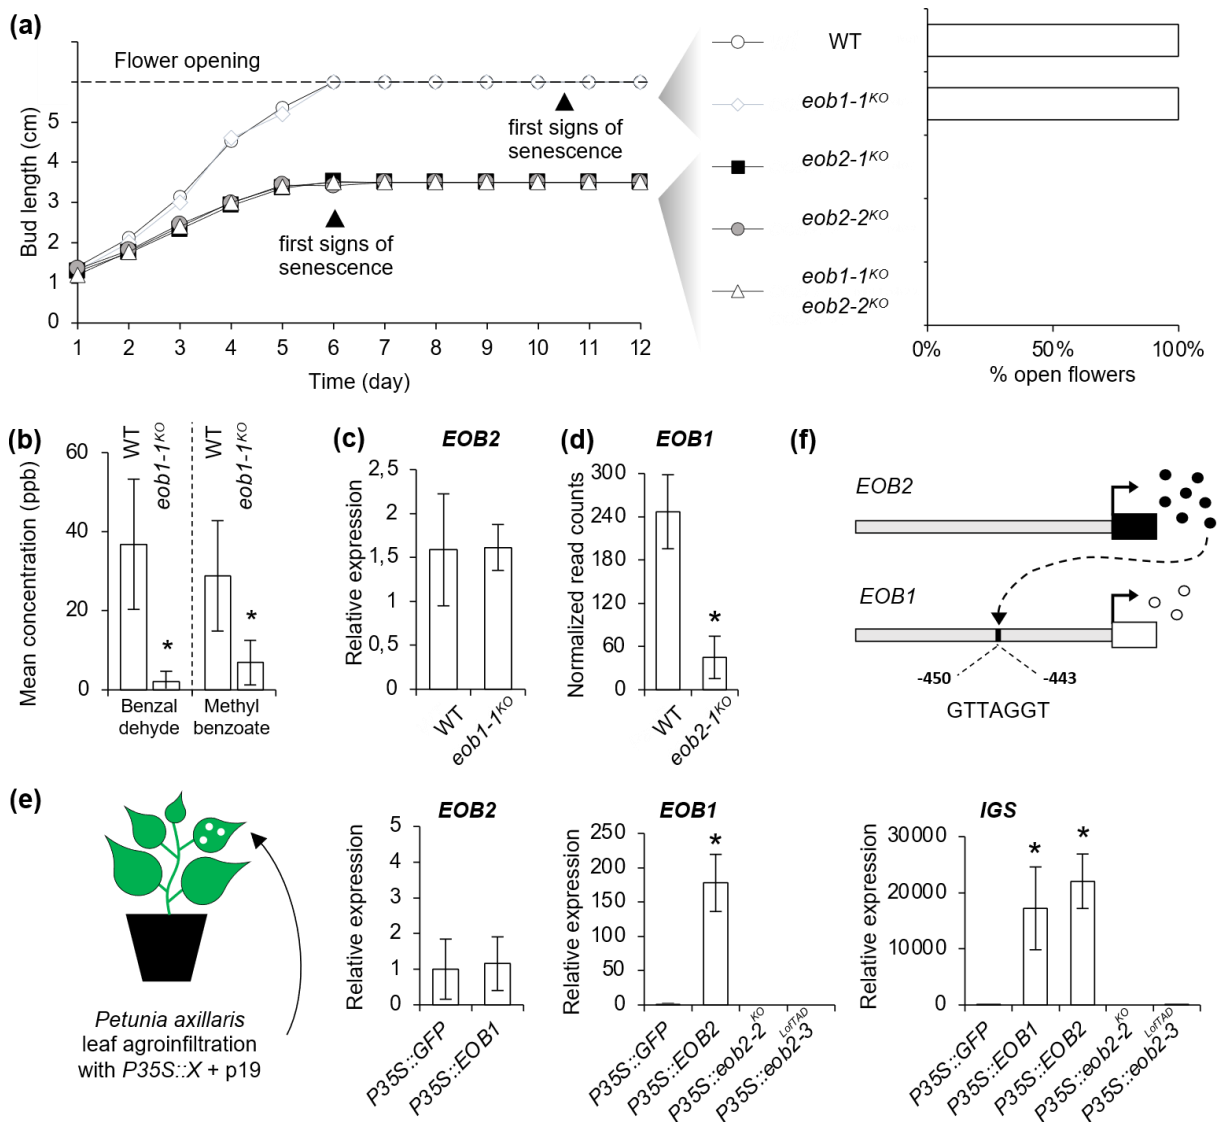 (a)
Flower opening
Bud length (cm)
5
4
3
2
1
0
first signs of
senescence
first signs of
senescence
1 2 3 4 5 6 7 8 9 10 11 12
Time (day)
WT
eob1-1KO
eob2-1KO
eob2-2KO
eob1-1KO
eob2-2KO
0% 50% 100%
% open flowers
(b)
WT
eob1-1KO
WT
eob1-1KO
Mean concentration (ppb)
60
40
20
0
*
*
Benzal
dehyde
Methyl
benzoate
(c)
EOB2
Relative expression
2,5
2
1,5
1
0,5
0
WT
eob1-1KO
(d)
EOB1
Normalized read counts
300
240
180
120
60
0
*
WT
eob2-1KO
(f)
EOB2
EOB1
-450 -443
GTTAGGT
(e)
Petunia axillaris
leaf agroinfiltration
with P35S::X + p19
EOB2
Relative expression
5
4
3
2
1
0
P35S::GFP
P35S::EOB1
EOB1
Relative expression
250
200
150
100
50
0
*
P35S::GFP
P35S::EOB2
P35S::eob2-2KO
P35S::eob2-3LofTAD
IGS
Relative expression
30000
20000
10000
0
*
*
P35S::GFP
P35S::EOB1
P35S::EOB2
P35S::eob2-2KO
P35S::eob2-3LofTAD